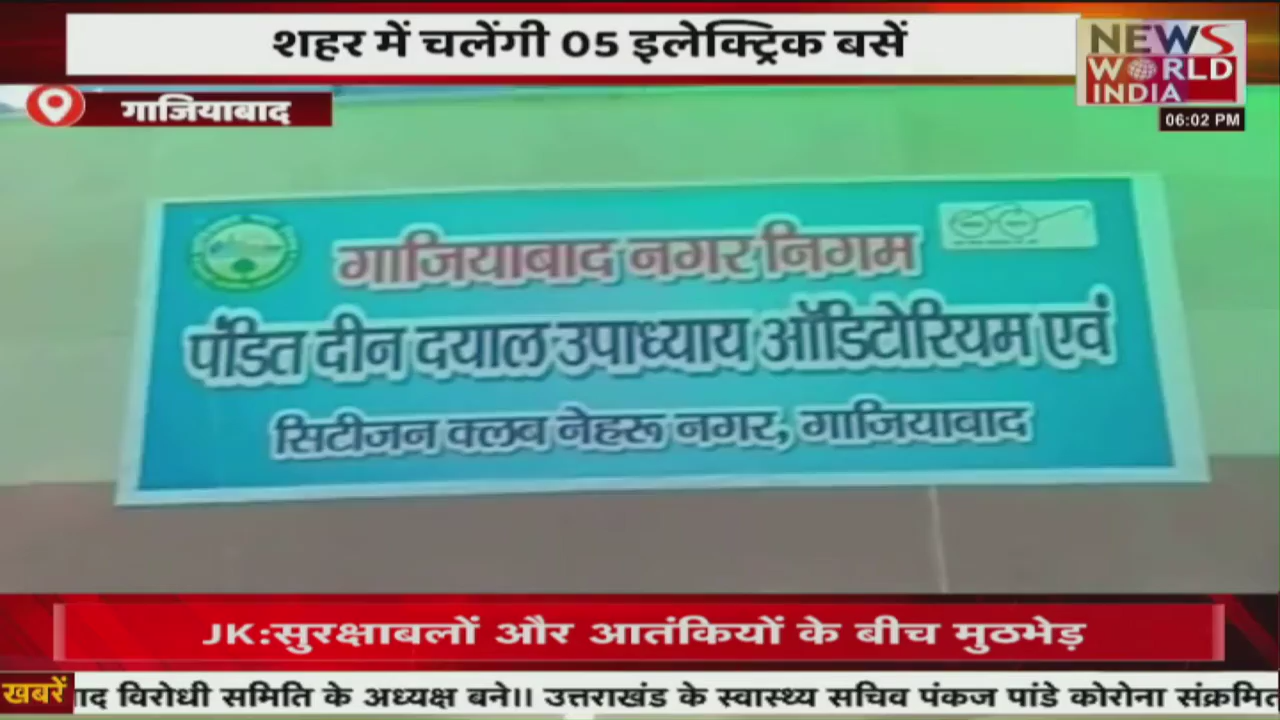 शहर में चलेंगी 05 इलेक्ट्रिक बसें
NEWS
WORLD
INDIA
06:02 PM
गाजियाबाद
गाजियाबाद नगर निगम
पंडित दीन दयाल उपाध्याय ऑडिटोरियम एवं
सिटीजन क्लब नेहरू नगर, गाजियाबाद
JK:सुरक्षाबलों और आतंकियों के बीच मुठभेड़
खबरें
विरोधी समिति के अध्यक्ष बने।। उत्तराखंड के स्वास्थ्य सचिव पंकज पांडे कोरोना संक्रमित